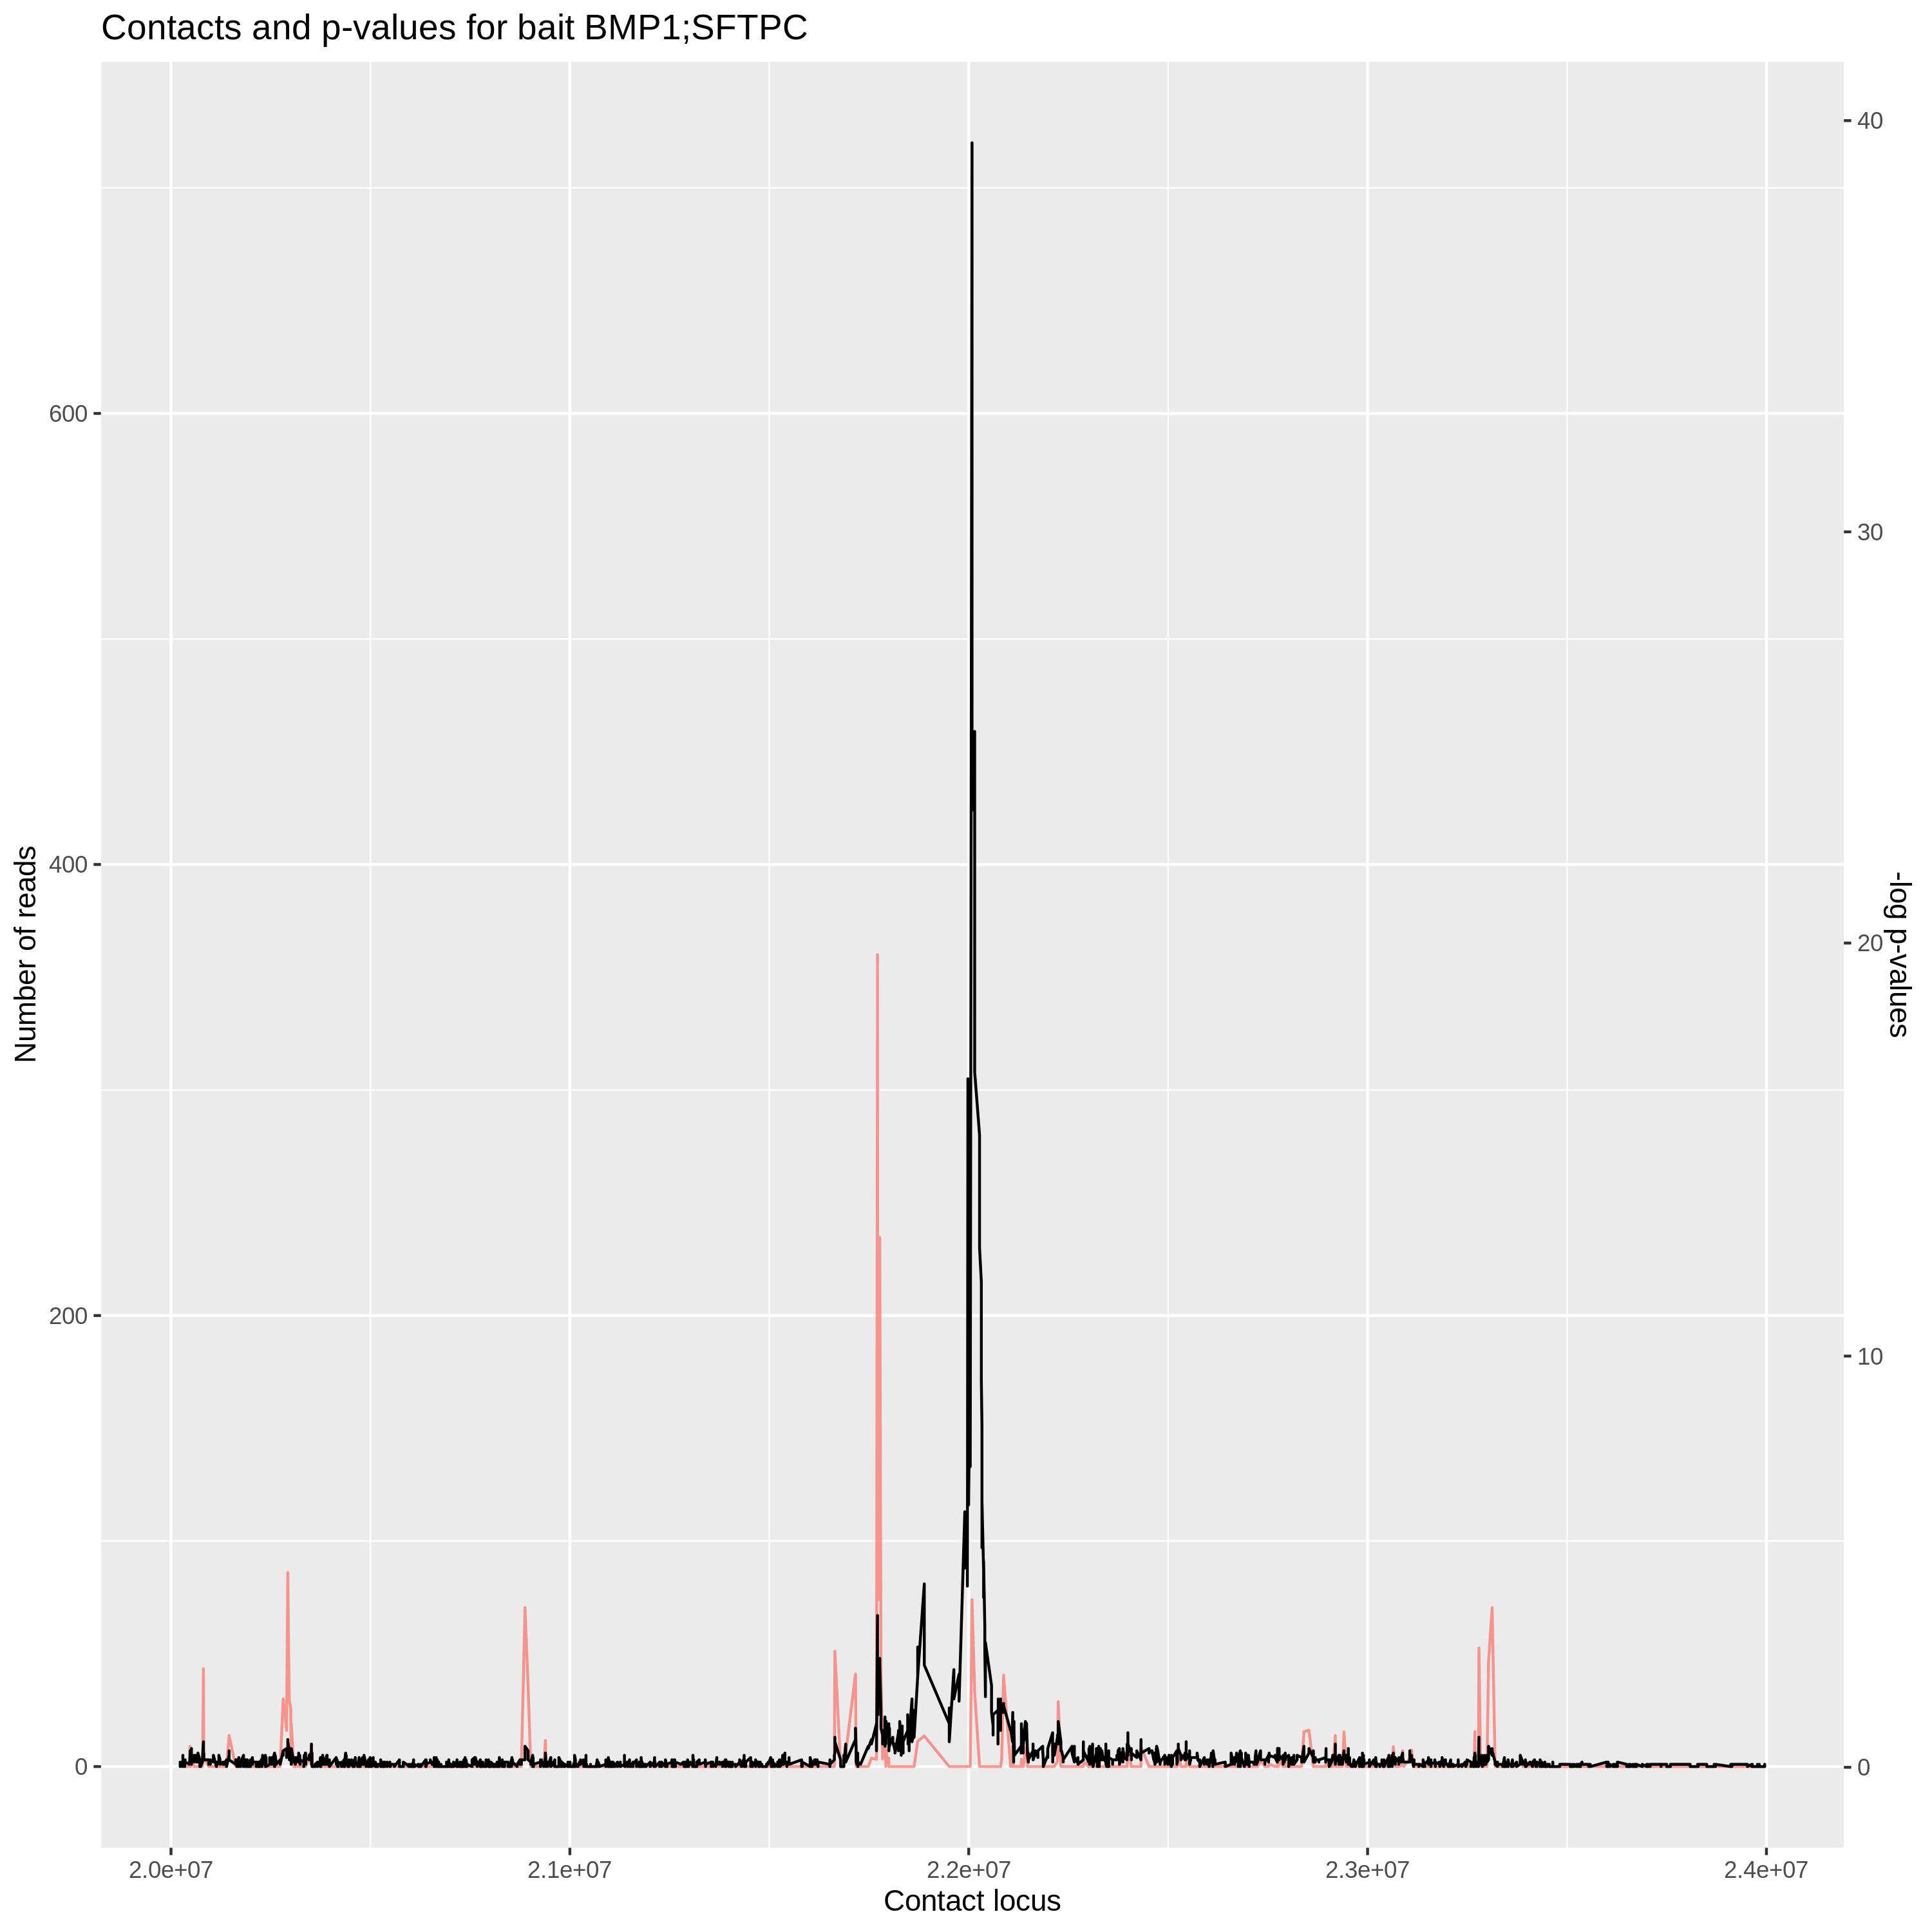 Contacts and p-values for bait BMP1;SFTPC
40
600
30
400
20
Number of reads
-log p-values
200
10
0
0
2.0e+07
2.1e+07
2.2e+07
2.3e+07
2.4e+07
Contact locus